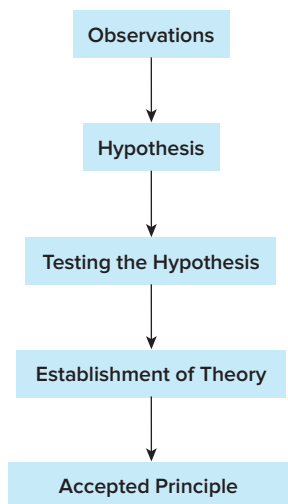 Observations
Hypothesis
Testing the Hypothesis
Establishment of Theory
Accepted Principle